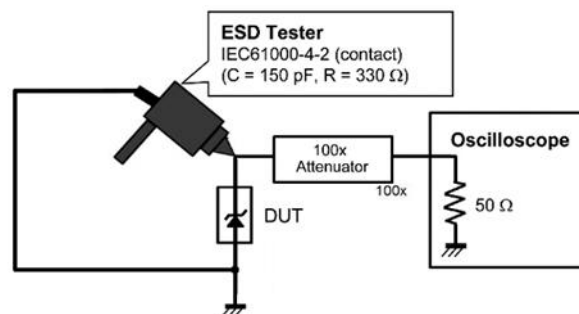 ESD Tester
IEC61000-4-2 (contact)
(C = 150 pF, R = 330 Ω)
100x
Attenuator
100x
Oscilloscope
50 Ω
DUT